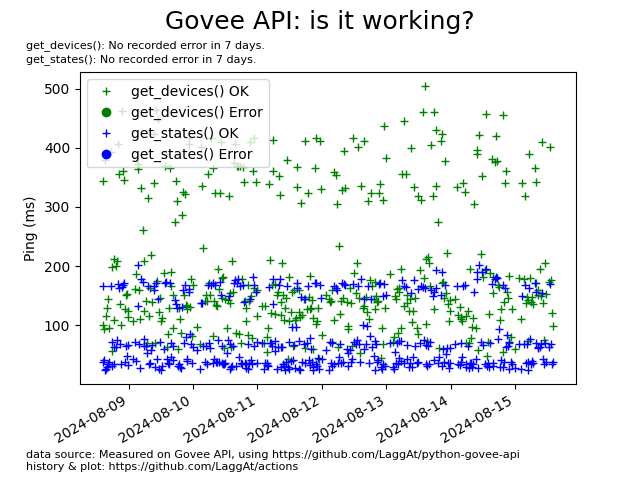 Govee API: is it working?
get_devices(): No recorded error in 7 days.
get_states(): No recorded error in 7 days.
get_devices() OK
get_devices() Error
get_states() OK
get_states() Error
500
400
300
200
100
Ping (ms)
2024-08-09
2024-08-10
2024-08-11
2024-08-12
2024-08-13
2024-08-14
2024-08-15
data source: Measured on Govee API, using https://github.com/LaggAt/python-govee-api
history & plot: https://github.com/LaggAt/actions